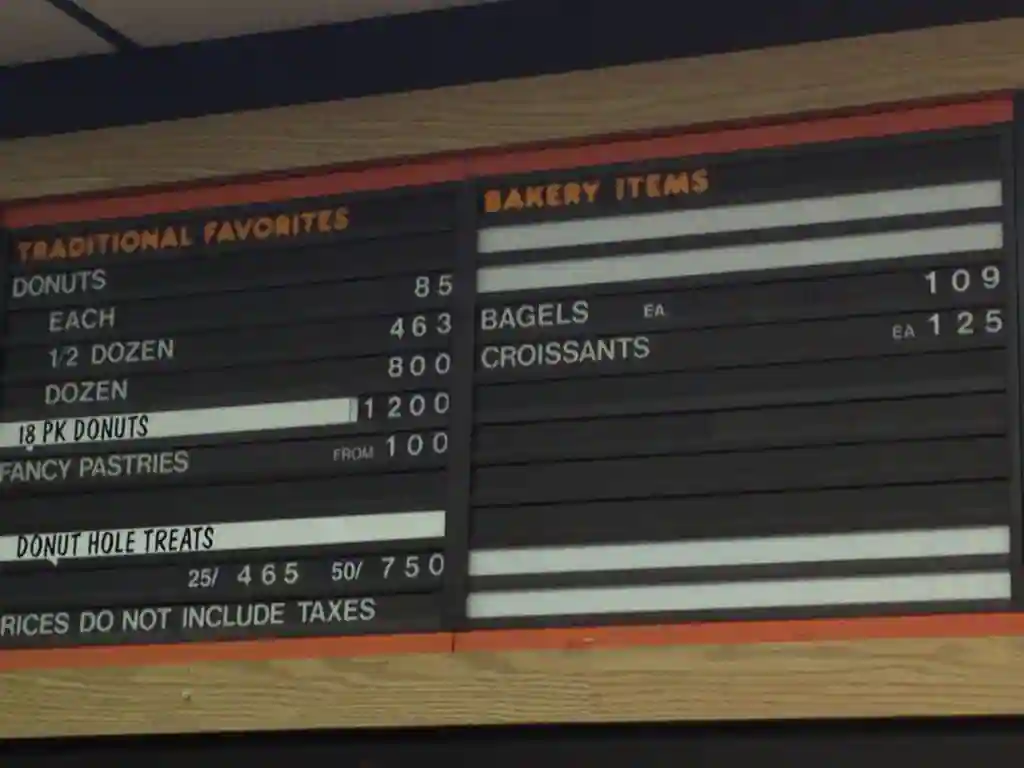 TRADITIONAL FAVORITES
DONUTS
EACH 85
1/2 DOZEN 463
DOZEN 800
18 PK DONUTS 1200
FANCY PASTRIES FROM 100
DONUT HOLE TREATS
25/ 465 50/ 750
RICES DO NOT INCLUDE TAXES
BAKERY ITEMS
BAGELS EA 109
CROISSANTS EA 125